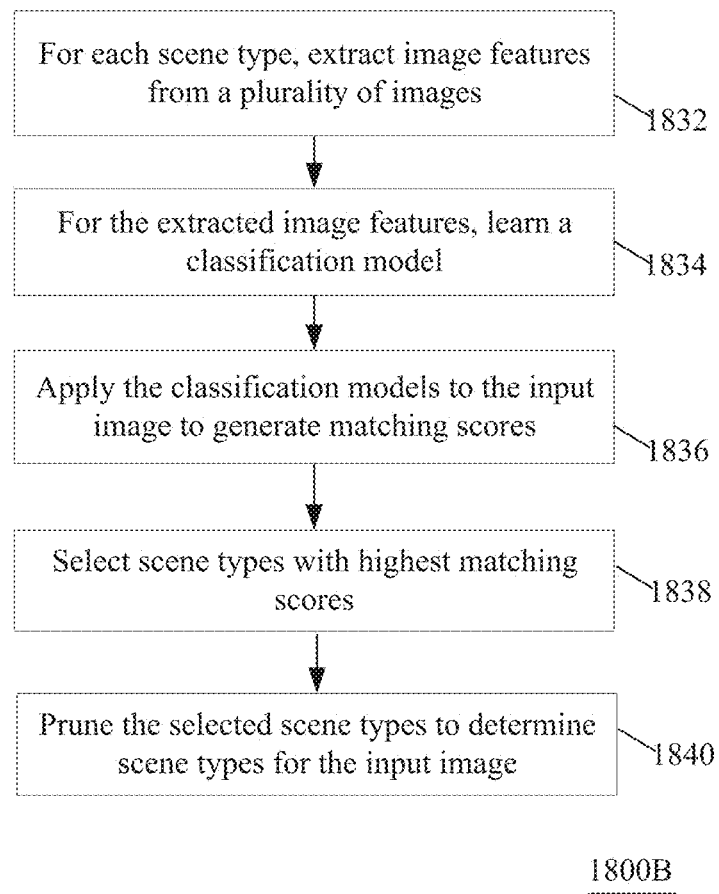 For each scene type, extract image features
from a plurality of images
1832
For the extracted image features, learn a
classification model
1834
Apply the classification models to the input
image to generate matching scores
1836
Select scene types with highest matching
scores
1838
Prune the selected scene types to determine
scene types for the input image
1840
1800B